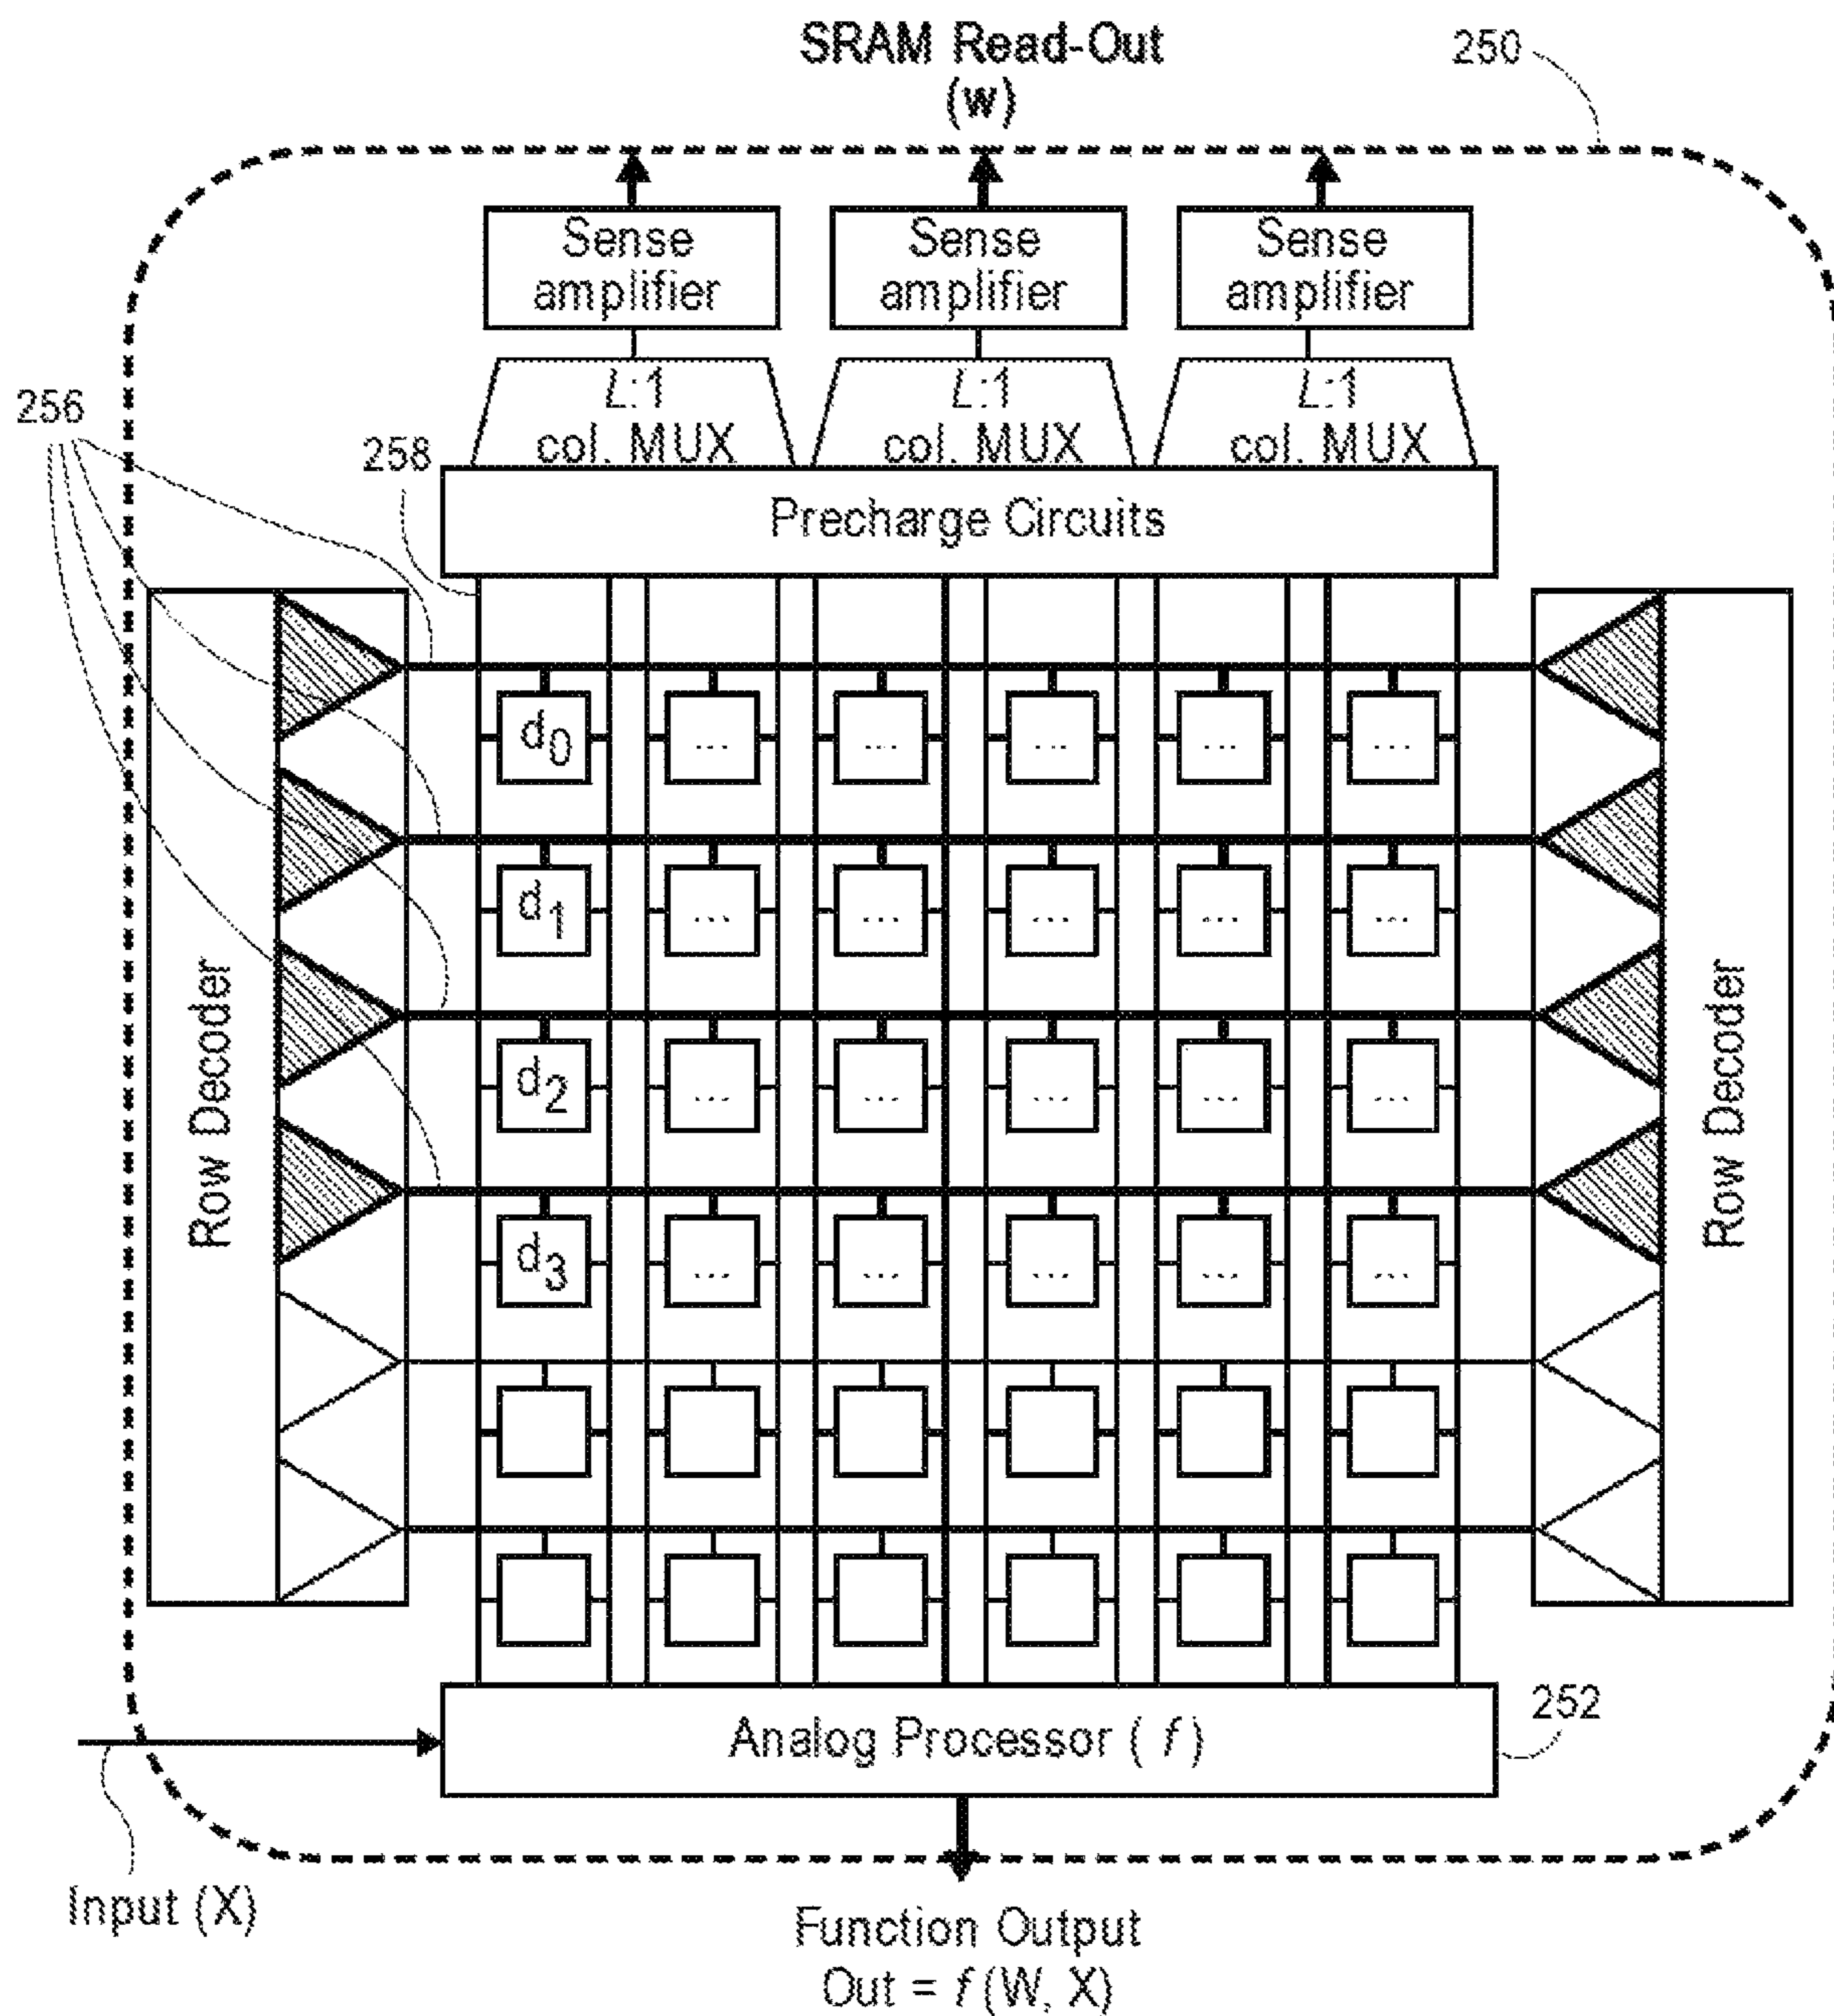 SRAM Read-Out
(w)
250
Sense
amplifier
Sense
amplifier
Sense
amplifier
L:1
col. MUX
L:1
col. MUX
L:1
col. MUX
256
258
Precharge Circuits
Row Decoder
Row Decoder
d0
...
...
...
...
...
d1
...
...
...
...
...
d2
...
...
...
...
...
d3
...
...
...
...
...
Analog Processor ( f )
252
Input (X)
Function Output
Out = f (W, X)